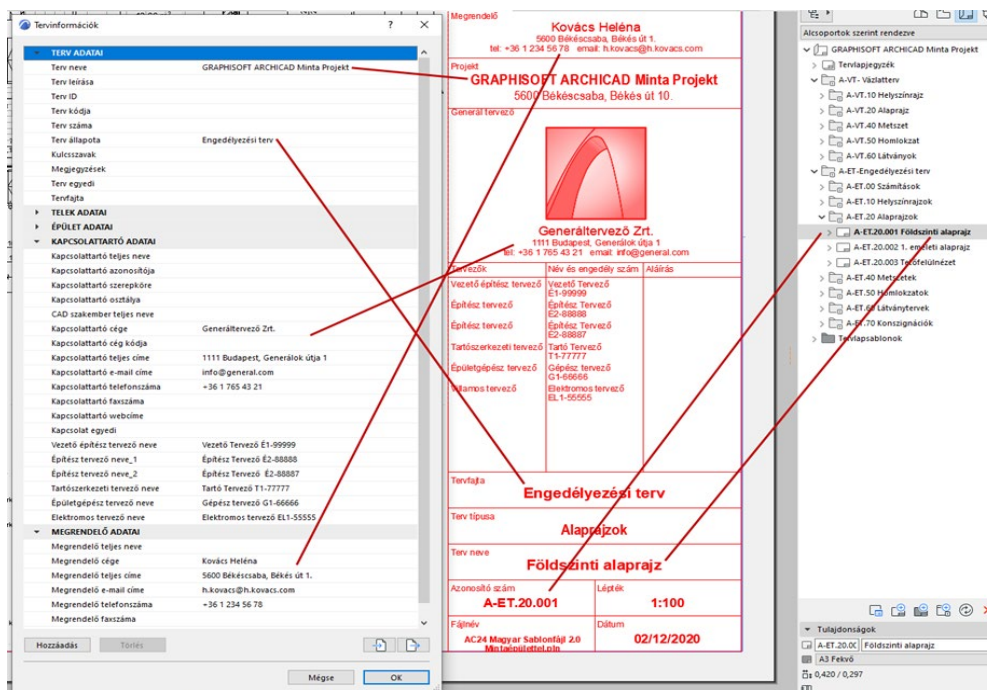 Tervinformációk
TERV ADATAI
Terv neve GRAPHISOFT ARCHICAD Minta Projekt
Terv leírása
Terv ID
Terv kódja
Terv száma
Terv állapota Engedélyezési terv
Kulcsszavak
Megjegyzések
Terv egyedi
Tervfajta
TELEK ADATAI
ÉPÜLET ADATAI
KAPCSOLATTARTÓ ADATAI
Kapcsolattartó teljes neve
Kapcsolattartó azonosítója
Kapcsolattartó szerepköre
Kapcsolattartó osztálya
CAD szakember teljes neve
Kapcsolattartó cége Generáltervező Zrt.
Kapcsolattartó cég kódja
Kapcsolattartó teljes címe 1111 Budapest, Generálok útja 1
Kapcsolattartó e-mail címe info@general.com
Kapcsolattartó telefonszáma +36 1 765 43 21
Kapcsolattartó faxszáma
Kapcsolattartó webcíme
Kapcsolat egyedi
Vezető építész tervező neve Vezető Tervező É1-99999
Építész tervező neve_1 Építész Tervező É2-88888
Építész tervező neve_2 Építész Tervező É2-88887
Tartószerkezeti tervező neve Tartó Tervező T1-77777
Épületgépész tervező neve Gépész tervező G1-66666
Elektromos tervező neve Elektromos tervező EL1-55555
MEGRENDELŐ ADATAI
Megrendelő teljes neve
Megrendelő cége Kovács Heléna
Megrendelő teljes címe 5600 Békéscsaba, Békés út 1.
Megrendelő e-mail címe h.kovacs@h.kovacs.com
Megrendelő telefonszáma +36 1 234 56 78
Megrendelő faxszáma
Hozzáadás Törlés
Mégse OK
Megrendelő
Kovács Heléna
5600 Békéscsaba, Békés út 1.
tel: +36 1 234 56 78 email: h.kovacs@h.kovacs.com
Projekt
GRAPHISOFT ARCHICAD Minta Projekt
5600 Békéscsaba, Békés út 10.
Generál tervező
Generáltervező Zrt.
1111 Budapest, Generálok útja 1
tel: +36 1 765 43 21 email: info@general.com
Tervezők Név és engedély szám Aláírás
Vezető építész tervező Vezető Tervező
É1-99999
Építész tervező Építész Tervező
É2-88888
Építész tervező Építész Tervező
É2-88887
Tartószerkezeti tervező Tartó Tervező
T1-77777
Épületgépész tervező Gépész tervező
G1-66666
Villamos tervező Elektromos tervező
EL1-55555
Tervfajta
Engedélyezési terv
Terv típusa
Alaprajzok
Terv neve
Földszinti alaprajz
Azonosító szám Lépték
A-ET.20.001 1:100
Fájlnév Dátum
AC24 Magyar Sablonfájl 2.0
Mintaépülettel.pln
02/12/2020
Alcsoportok szerint rendezve
GRAPHISOFT ARCHICAD Minta Projekt
Tervlapjegyzék
A-VT- Vázlatterv
A-VT.10 Helyszínrajz
A-VT.20 Alaprajz
A-VT.40 Metszet
A-VT.50 Homlokzat
A-VT.60 Látványok
A-ET-Engedélyezési terv
A-ET.00 Számítások
A-ET.10 Helyszínrajzok
A-ET.20 Alaprajzok
A-ET.20.001 Földszinti alaprajz
A-ET.20.002 1. emeleti alaprajz
A-ET.20.003 Tetőfelülnézet
A-ET.40 Metszetek
A-ET.50 Homlokzatok
A-ET.60 Látványtervek
A-ET.70 Konszignációk
Tervlapsablonok
Tulajdonságok
A-ET.20.0( Földszinti alaprajz
A3 Fekvő
0,420 / 0,297